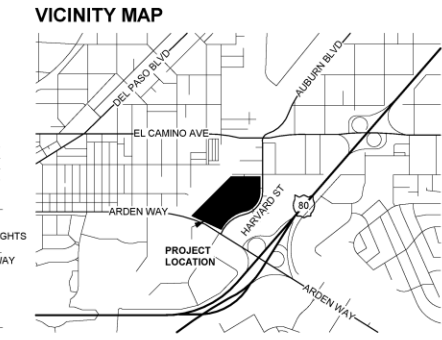 VICINITY MAP
DEL PASO BLVD
AUBURN BLVD
EL CAMINO AVE
ARDEN WAY
HARVARD ST
80
GHTS
WAY
PROJECT
LOCATION
ARDEN WAY